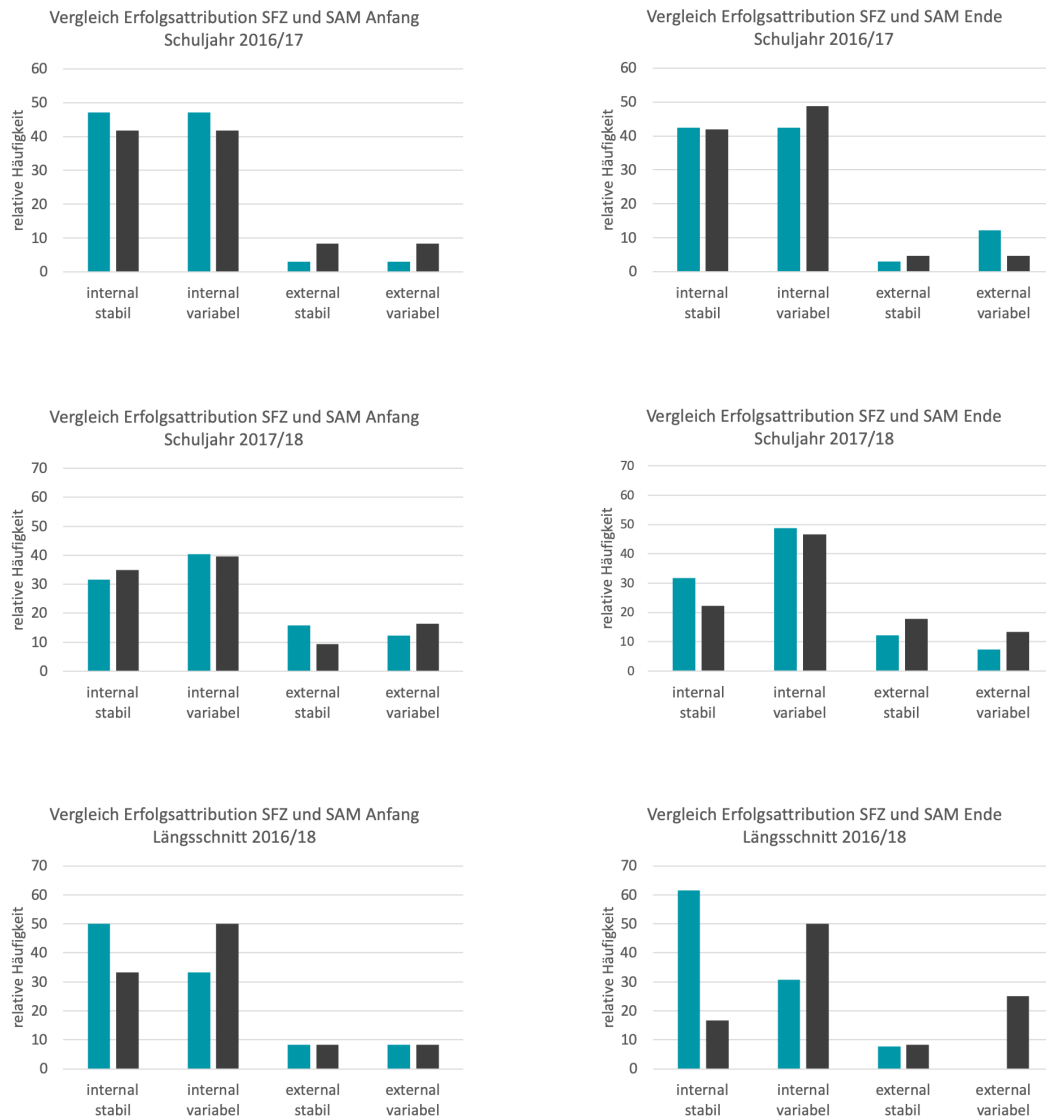 Vergleich Erfolgsattribution SFZ und SAM Anfang
Schuljahr 2016/17
relative Häufigkeit
60
50
40
30
20
10
0
internal
stabil
internal
variabel
external
stabil
external
variabel
Vergleich Erfolgsattribution SFZ und SAM Ende
Schuljahr 2016/17
relative Häufigkeit
60
50
40
30
20
10
0
internal
stabil
internal
variabel
external
stabil
external
variabel
Vergleich Erfolgsattribution SFZ und SAM Anfang
Schuljahr 2017/18
relative Häufigkeit
70
60
50
40
30
20
10
0
internal
stabil
internal
variabel
external
stabil
external
variabel
Vergleich Erfolgsattribution SFZ und SAM Ende
Schuljahr 2017/18
relative Häufigkeit
70
60
50
40
30
20
10
0
internal
stabil
internal
variabel
external
stabil
external
variabel
Vergleich Erfolgsattribution SFZ und SAM Anfang
Längsschnitt 2016/18
relative Häufigkeit
70
60
50
40
30
20
10
0
internal
stabil
internal
variabel
external
stabil
external
variabel
Vergleich Erfolgsattribution SFZ und SAM Ende
Längsschnitt 2016/18
relative Häufigkeit
70
60
50
40
30
20
10
0
internal
stabil
internal
variabel
external
stabil
external
variabel